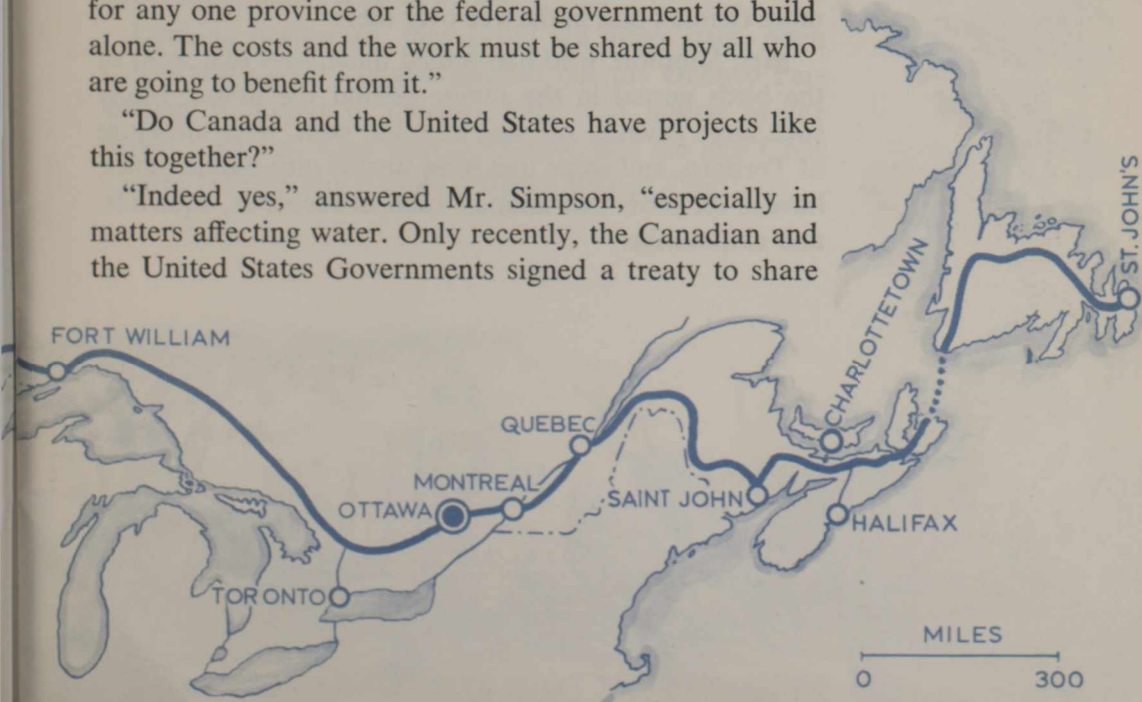 for any one province or the federal government to build
alone. The costs and the work must be shared by all who
are going to benefit from it.”
“Do Canada and the United States have projects like
this together?”
“Indeed yes,” answered Mr. Simpson, “especially in
matters affecting water. Only recently, the Canadian and
the United States Governments signed a treaty to share
ST. JOHN'S
CHARLOTTETOWN
FORT WILLIAM
QUEBEC
MONTREAL
OTTAWA
SAINT JOHN
HALIFAX
TORONTO
MILES
0 300